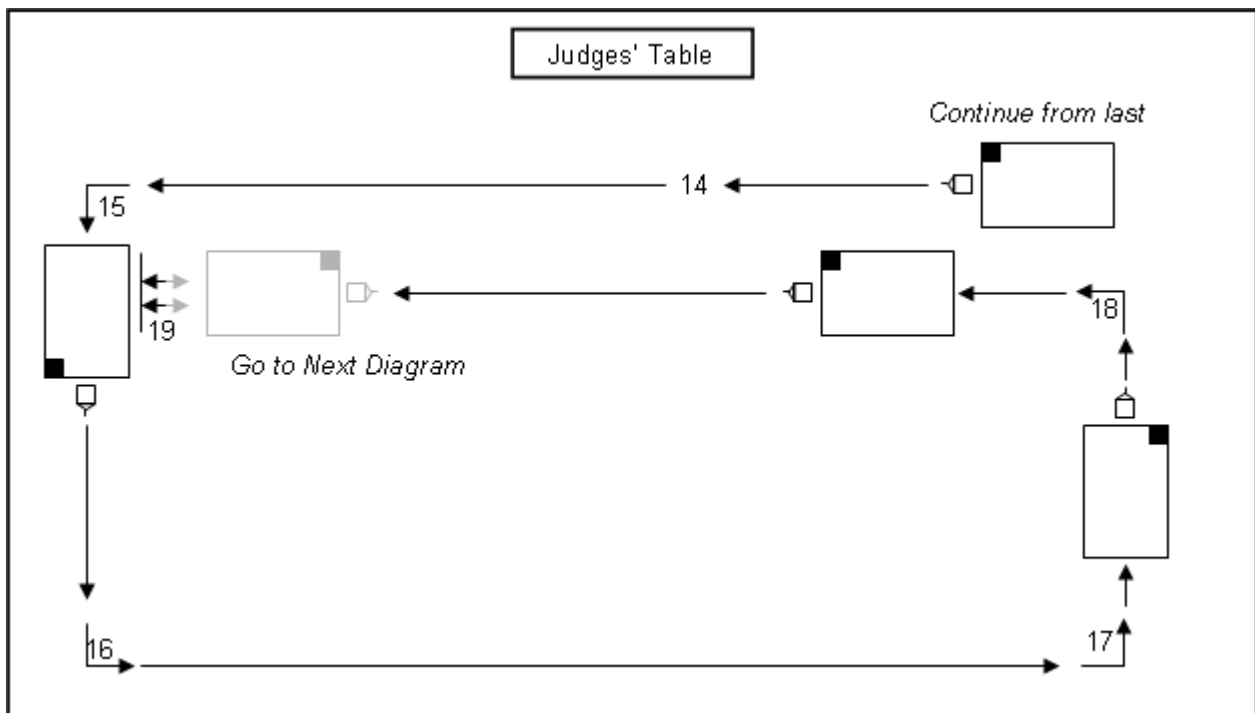 Judges' Table
Continue from last
14
15
18
19
Go to Next Diagram
16
17